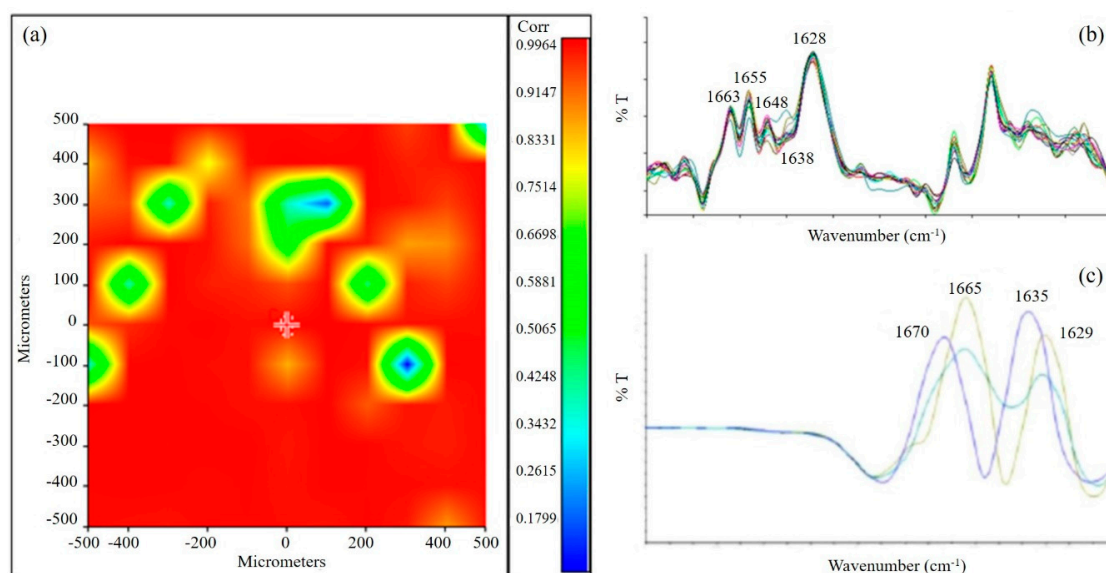 (a)
Corr
0.9964
0.9147
0.8331
0.7514
0.6698
0.5881
0.5065
0.4248
0.3432
0.2615
0.1799
500
400
300
200
100
0
-100
-200
-300
-400
-500
Micrometers
-500 -400 -200 0 200 400 500
Micrometers
(b)
1628
1655
1663
1648
1638
% T
Wavenumber (cm-1)
(c)
1665
1635
1670
1629
% T
Wavenumber (cm-1)